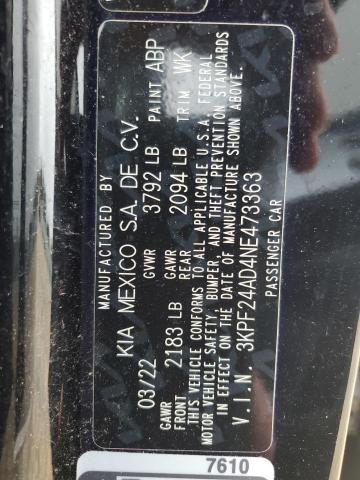 MANUFACTURED BY
KIA MEXICO S.A. DE C.V.
03/22 GVWR 3792 LB PAINT ABP
GAWR FRONT 2183 LB GAWR REAR 2094 LB TRIM WK
THIS VEHICLE CONFORMS TO ALL APPLICABLE U.S.A. FEDERAL
MOTOR VEHICLE SAFETY, BUMPER, AND THEFT PREVENTION STANDARDS
IN EFFECT ON THE DATE OF MANUFACTURE SHOWN ABOVE.
V.I.N. 3KPF24AD4NE473363
PASSENGER CAR
7610